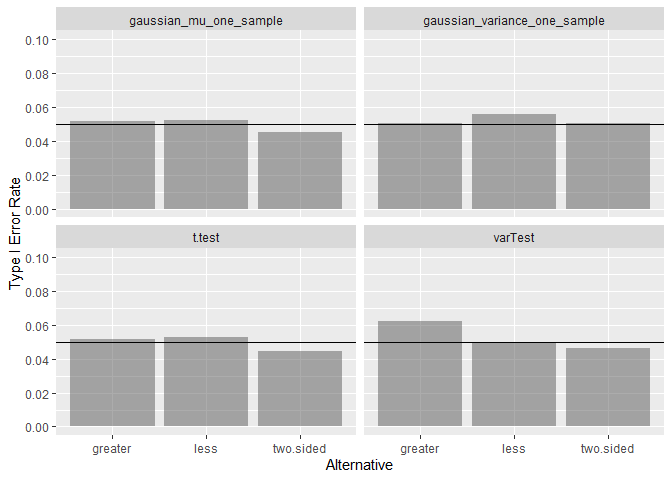 gaussian_mu_one_sample
gaussian_variance_one_sample
0.10
0.08
0.06
0.04
0.02
0.00
t.test
varTest
0.10
0.08
0.06
0.04
0.02
0.00
Type I Error Rate
greater
less
two.sided
greater
less
two.sided
Alternative